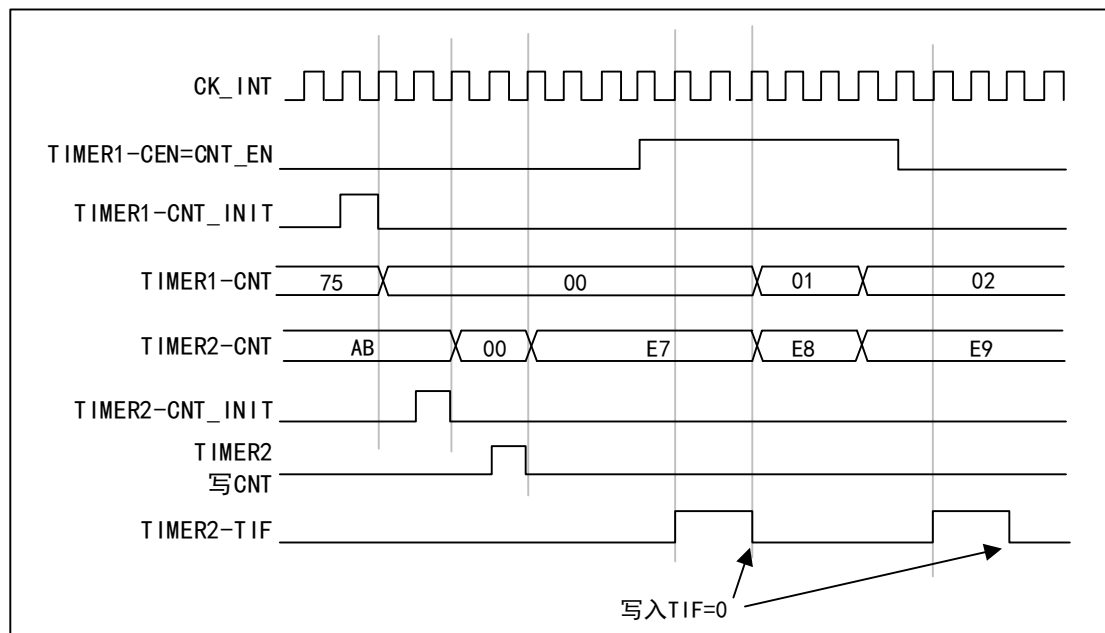 CK_INT
TIMER1-CEN=CNT_EN
TIMER1-CNT_INIT
TIMER1-CNT 75 00 01 02
TIMER2-CNT AB 00 E7 E8 E9
TIMER2-CNT_INIT
TIMER2
写CNT
TIMER2-TIF
写入TIF=0